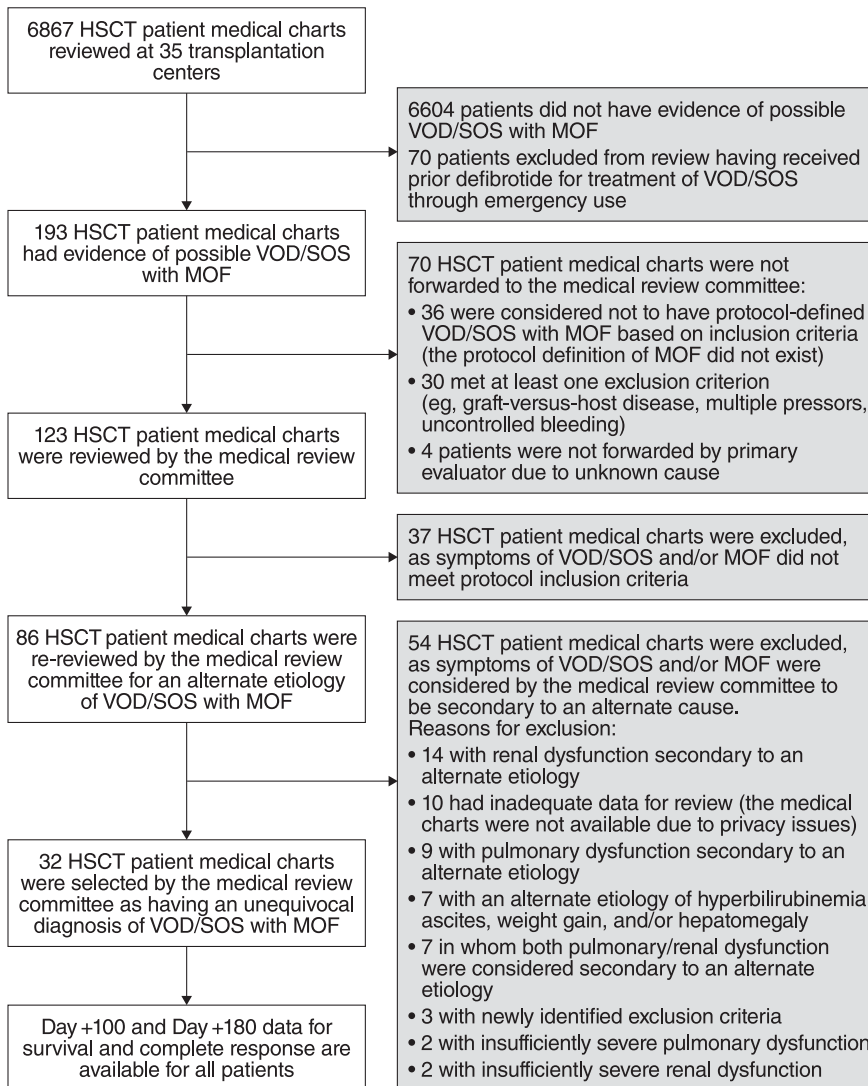 6867 HSCT patient medical charts
reviewed at 35 transplantation
centers
6604 patients did not have evidence of possible
VOD/SOS with MOF
70 patients excluded from review having received
prior defibrotide for treatment of VOD/SOS
through emergency use
193 HSCT patient medical charts
had evidence of possible VOD/SOS
with MOF
70 HSCT patient medical charts were not
forwarded to the medical review committee:
• 36 were considered not to have protocol-defined
VOD/SOS with MOF based on inclusion criteria
(the protocol definition of MOF did not exist)
• 30 met at least one exclusion criterion
(eg, graft-versus-host disease, multiple pressors,
uncontrolled bleeding)
• 4 patients were not forwarded by primary
evaluator due to unknown cause
123 HSCT patient medical charts
were reviewed by the medical review
committee
37 HSCT patient medical charts were excluded,
as symptoms of VOD/SOS and/or MOF did not
meet protocol inclusion criteria
86 HSCT patient medical charts were
re-reviewed by the medical review
committee for an alternate etiology
of VOD/SOS with MOF
54 HSCT patient medical charts were excluded,
as symptoms of VOD/SOS and/or MOF were
considered by the medical review committee to
be secondary to an alternate cause.
Reasons for exclusion:
• 14 with renal dysfunction secondary to an
alternate etiology
• 10 had inadequate data for review (the medical
charts were not available due to privacy issues)
• 9 with pulmonary dysfunction secondary to an
alternate etiology
• 7 with an alternate etiology of hyperbilirubinemia
ascites, weight gain, and/or hepatomegaly
• 7 in whom both pulmonary/renal dysfunction
were considered secondary to an alternate
etiology
• 3 with newly identified exclusion criteria
• 2 with insufficiently severe pulmonary dysfunction
• 2 with insufficiently severe renal dysfunction
32 HSCT patient medical charts
were selected by the medical review
committee as having an unequivocal
diagnosis of VOD/SOS with MOF
Day +100 and Day +180 data for
survival and complete response are
available for all patients